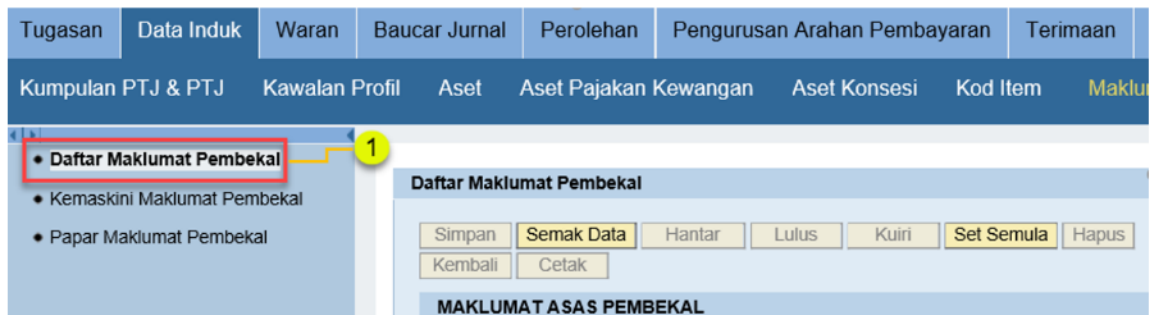 Tugasan Data Induk Waran Baucar Jurnal Perolehan Pengurusan Arahan Pembayaran Terimaan
Kumpulan PTJ & PTJ Kawalan Profil Aset Aset Pajakan Kewangan Aset Konsesi Kod Item
Daftar Maklumat Pembekal 1
Kemaskini Maklumat Pembekal
Papar Maklumat Pembekal
Daftar Maklumat Pembekal
Simpan Semak Data Hantar Lulus Kuiri Set Semula Hapus
Kembali Cetak
MAKLUMAT ASAS PEMBEKAL